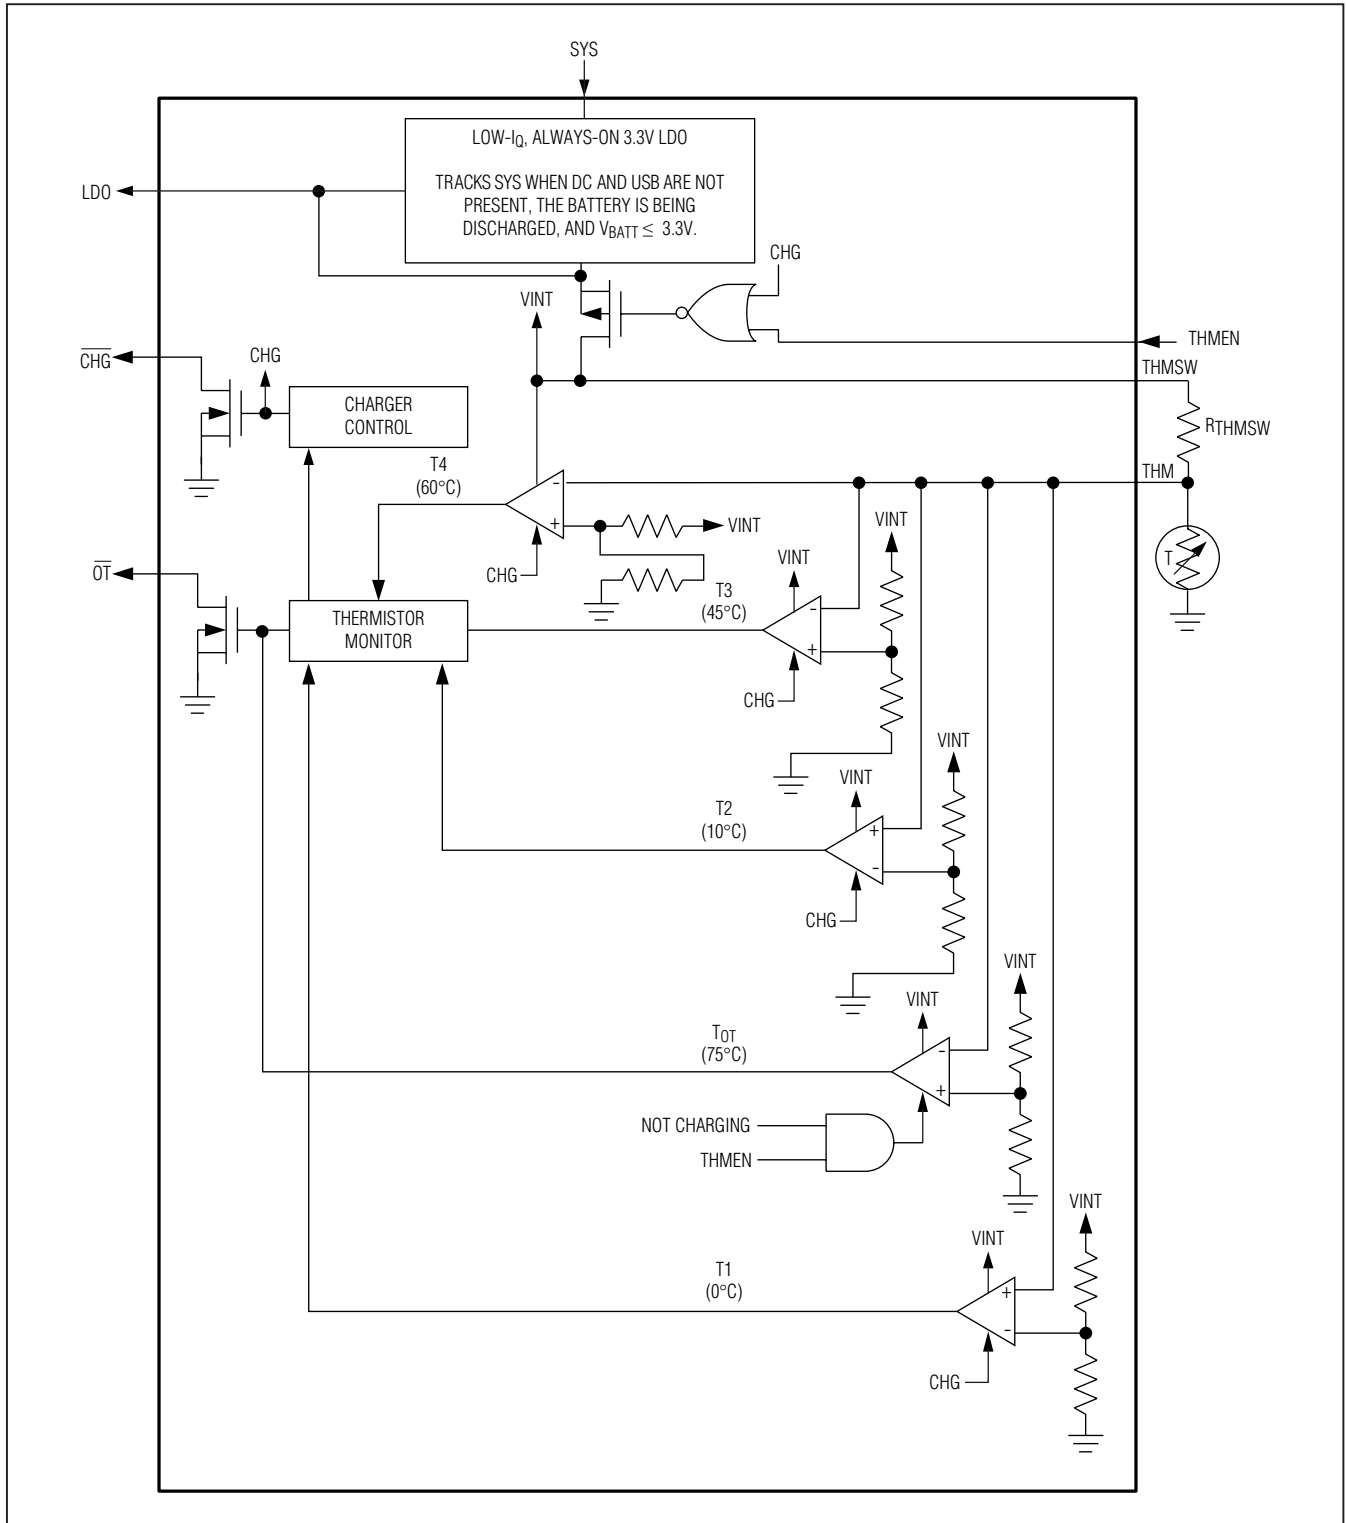 SYS
LOW-IQ, ALWAYS-ON 3.3V LDO
TRACKS SYS WHEN DC AND USB ARE NOT
PRESENT, THE BATTERY IS BEING
DISCHARGED, AND VBATT ≤ 3.3V.
LDO
CHG
VINT
THMEN
THMSW
CHG
CHG
CHARGER
CONTROL
RTHMSW
T4
(60°C)
-
+
THM
VINT
VINT
CHG
OT
T
VINT
T3
(45°C)
-
+
THERMISTOR
MONITOR
CHG
VINT
VINT
T2
(10°C)
+
-
CHG
VINT
VINT
TOT
(75°C)
-
+
NOT CHARGING
THMEN
VINT
VINT
T1
(0°C)
+
-
CHG